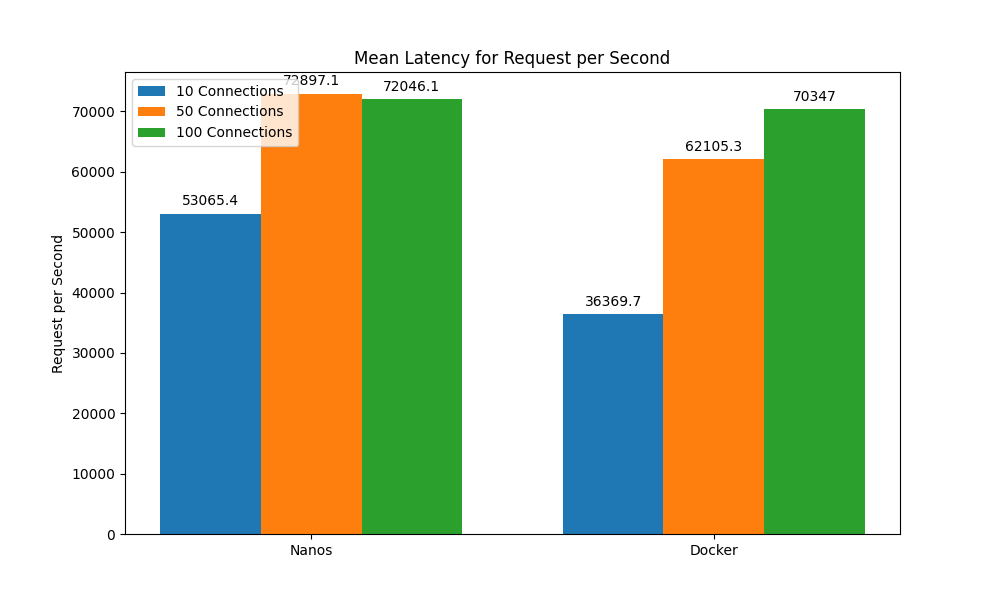 Mean Latency for Request per Second
72897.1
72046.1
10 Connections
50 Connections
100 Connections
53065.4
70347
62105.3
36369.7
70000
60000
50000
40000
30000
20000
10000
0
Request per Second
Nanos
Docker